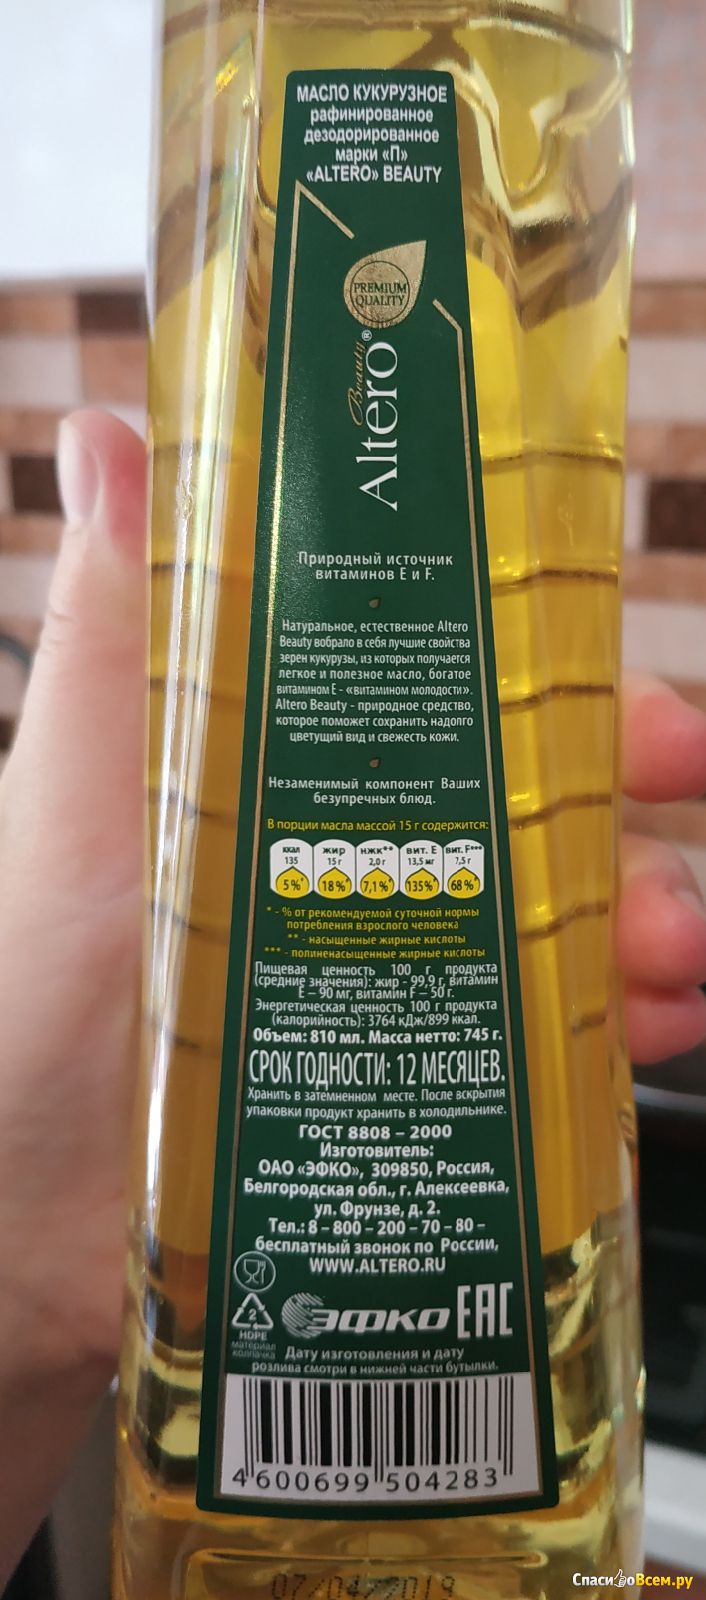 МАСЛО КУКУРУЗНОЕ
рафинированное
дезодорированное
марки «П»
«ALTERO» BEAUTY
PREMIUM
QUALITY
Beauty
Altero®
Природный источник
витаминов Е и F.
Натуральное, естественное Altero
Beauty вобрало в себя лучшие свойства
зерен кукурузы, из которых получается
легкое и полезное масло, богатое
витамином Е - «витамином молодости».
Altero Beauty - природное средство,
которое поможет сохранить надолго
цветущий вид и свежесть кожи.
Незаменимый компонент Ваших
безупречных блюд.
В порции масла массой 15 г содержится:
ккал жир нжк** вит. Е вит. F***
135 15 г 2,0 г 13,5 мг 7,5 г
5%* 18%* 7,1%* 135%* 68%*
* - % от рекомендуемой суточной нормы
потребления взрослого человека
** - насыщенные жирные кислоты
*** - полиненасыщенные жирные кислоты
Пищевая ценность 100 г продукта
(средние значения): жир - 99,9 г, витамин
Е – 90 мг, витамин F – 50 г.
Энергетическая ценность 100 г продукта
(калорийность): 3764 кДж/899 ккал.
Объем: 810 мл. Масса нетто: 745 г.
СРОК ГОДНОСТИ: 12 МЕСЯЦЕВ.
Хранить в затемненном месте. После вскрытия
упаковки продукт хранить в холодильнике.
ГОСТ 8808 – 2000
Изготовитель:
ОАО «ЭФКО», 309850, Россия,
Белгородская обл., г. Алексеевка,
ул. Фрунзе, д. 2.
Тел.: 8 – 800 – 200 – 70 – 80 –
бесплатный звонок по России,
WWW.ALTERO.RU
2
HDPE
материал
колпачка
ЭФКО
EAC
Дату изготовления и дату
розлива смотри в нижней части бутылки.
4 600699 504283
07/04/2019
СпасибоВсем.ру